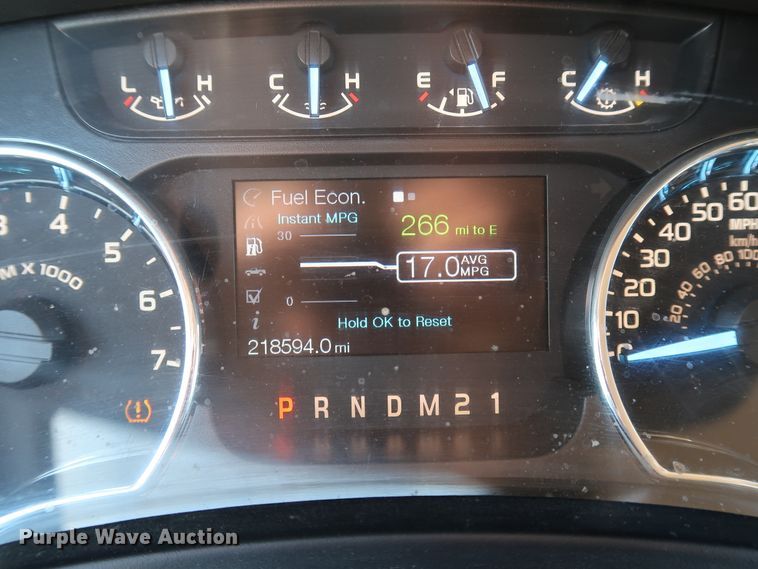 L H
C H
E F
C H
3 4 5 6 7
M X 1000
Fuel Econ.
Instant MPG
30
266 mi to E
17.0 AVG MPG
0
Hold OK to Reset
218594.0 mi
P R N D M 2 1
0 10 20 30 40 50 60
MPH
km/h
20 40 60 80 100
Purple Wave Auction®